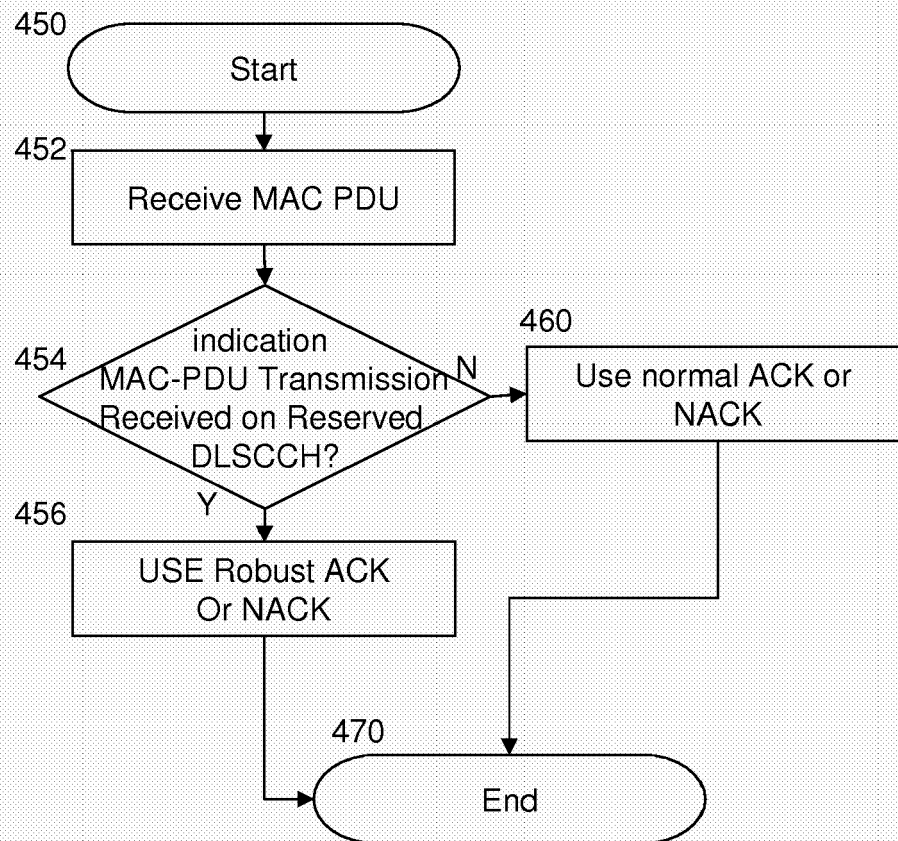 450
Start
452
Receive MAC PDU
454
indication
MAC-PDU Transmission
Received on Reserved
DLSCCH?
N
460
Use normal ACK or
NACK
Y
456
USE Robust ACK
Or NACK
470
End